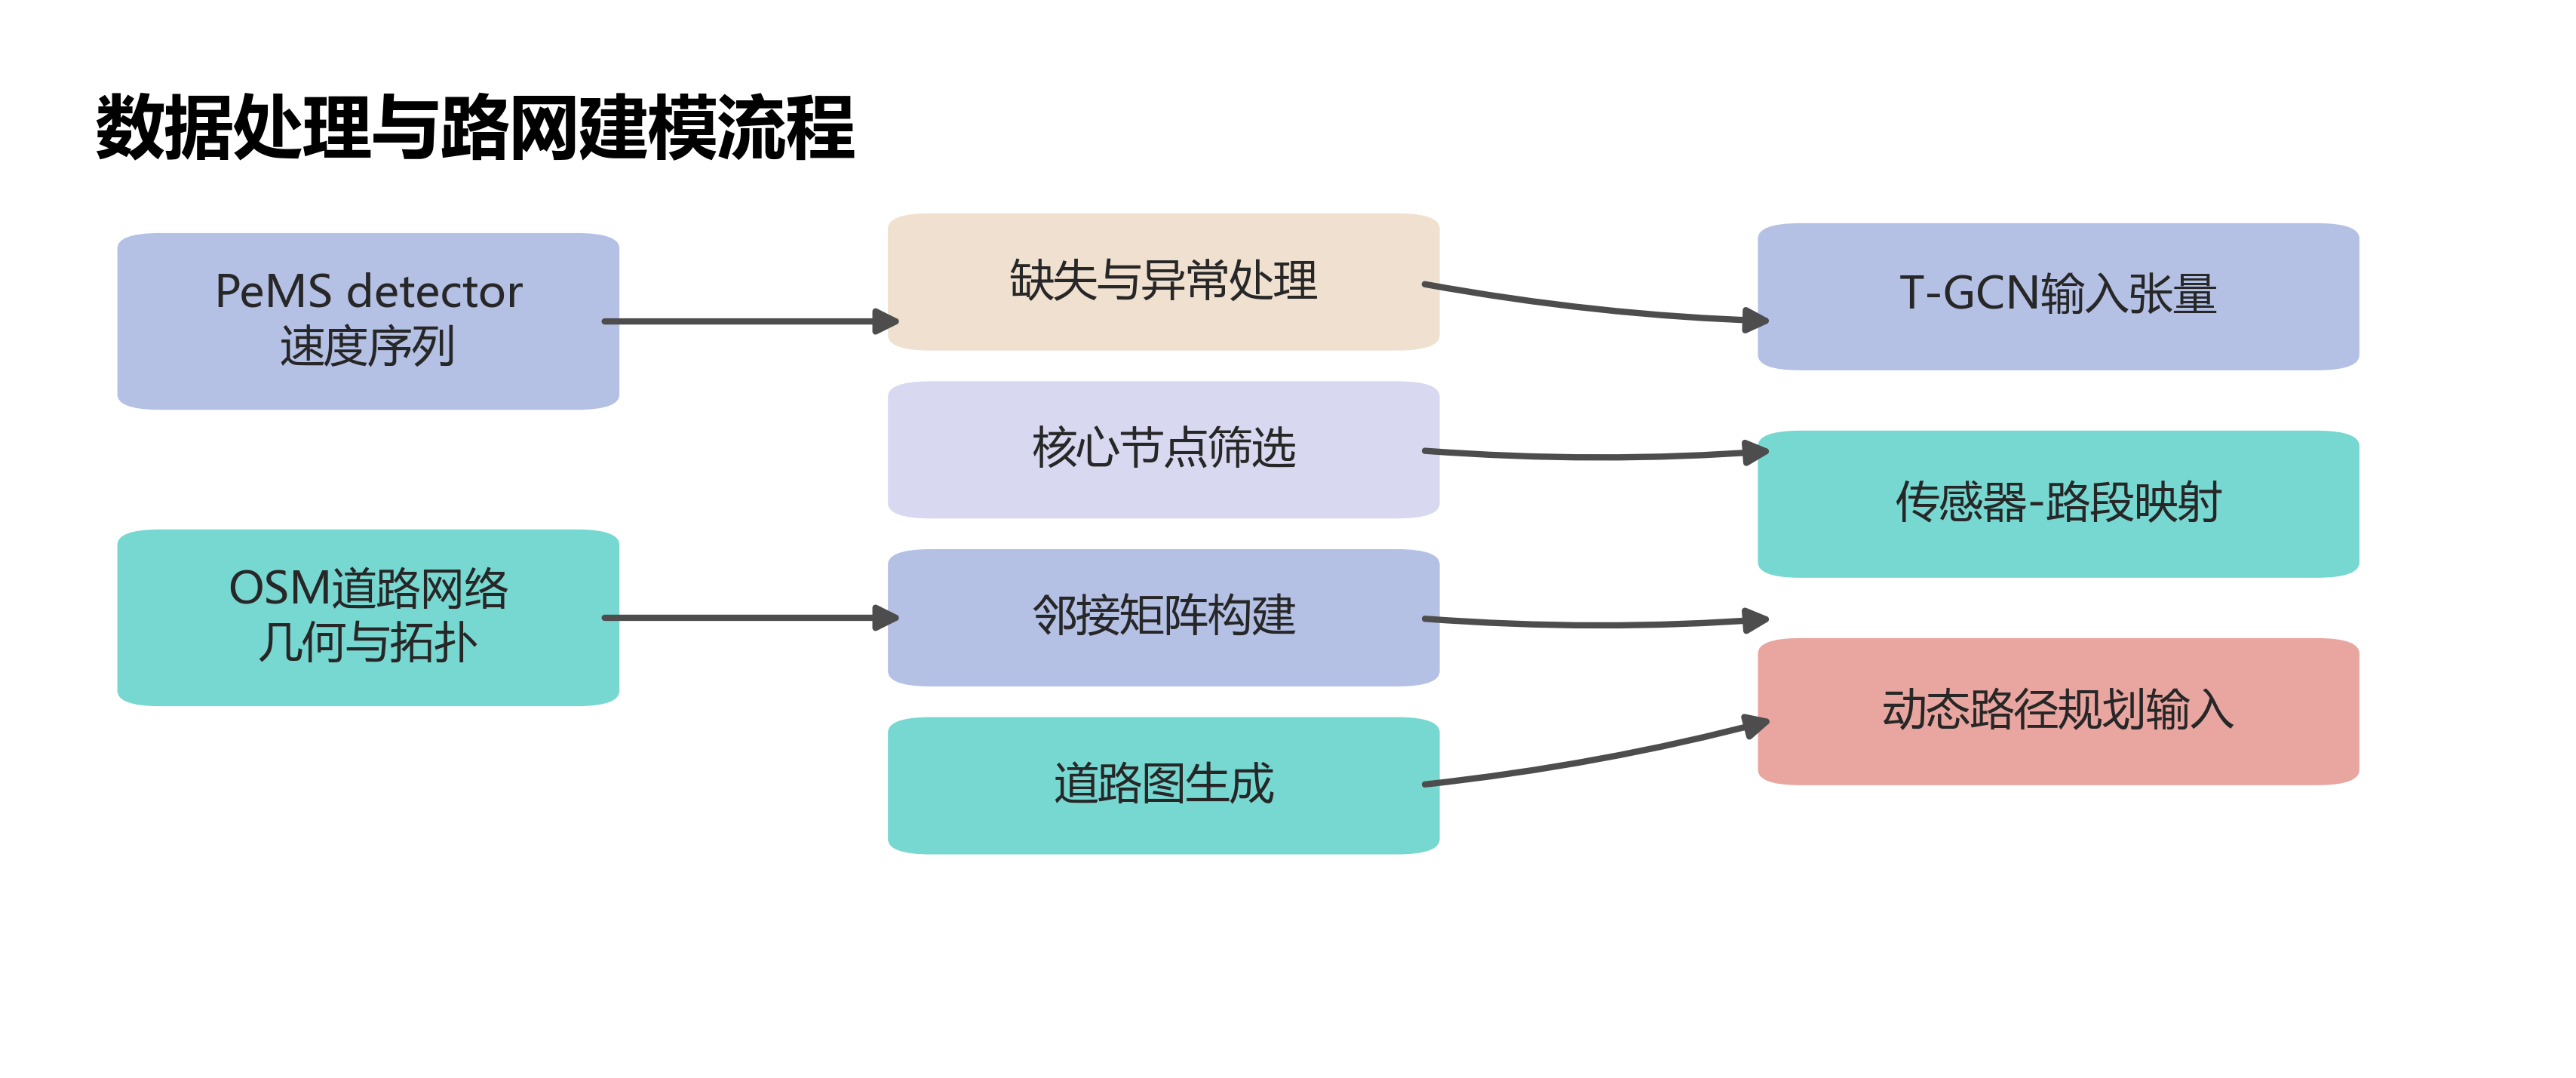 数据处理与路网建模流程
PeMS detector
速度序列
OSM道路网络
几何与拓扑
缺失与异常处理
核心节点筛选
邻接矩阵构建
道路图生成
T-GCN输入张量
传感器-路段映射
动态路径规划输入